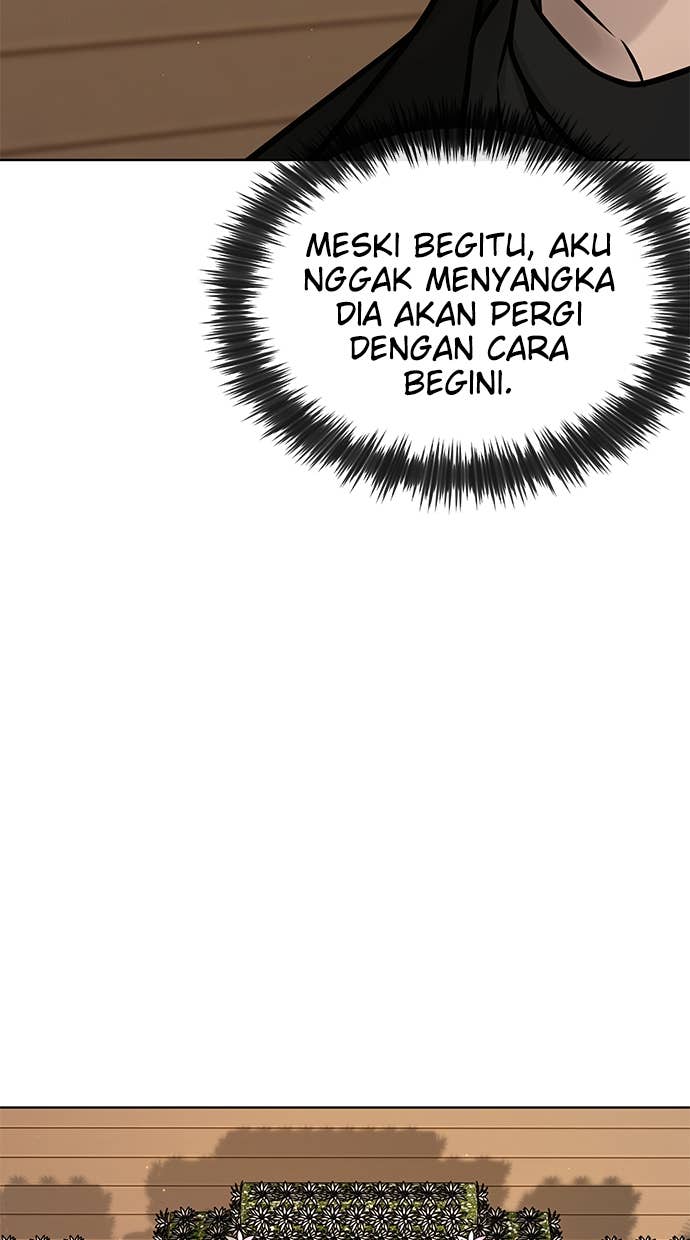 MESKI BEGITU, AKU
NGGAK MENYANGKA
DIA AKAN PERGI
DENGAN CARA
BEGINI.